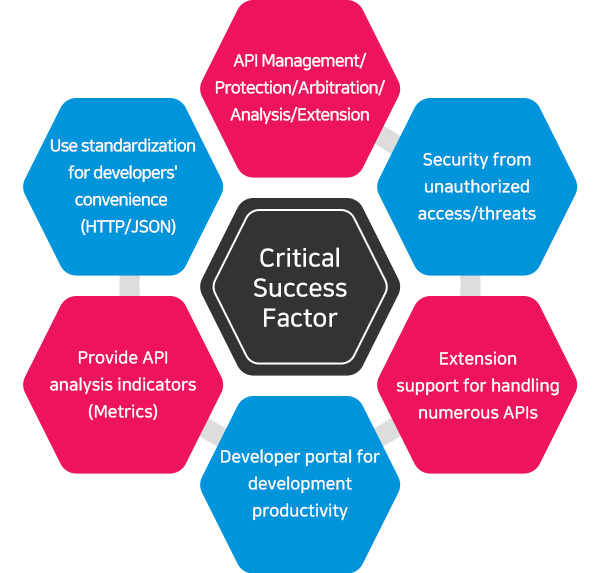 API Management/
Protection/Arbitration/
Analysis/Extension
Use standardization
for developers'
convenience
(HTTP/JSON)
Security from
unauthorized
access/threats
Critical
Success
Factor
Provide API
analysis indicators
(Metrics)
Extension
support for handling
numerous APIs
Developer portal for
development
productivity